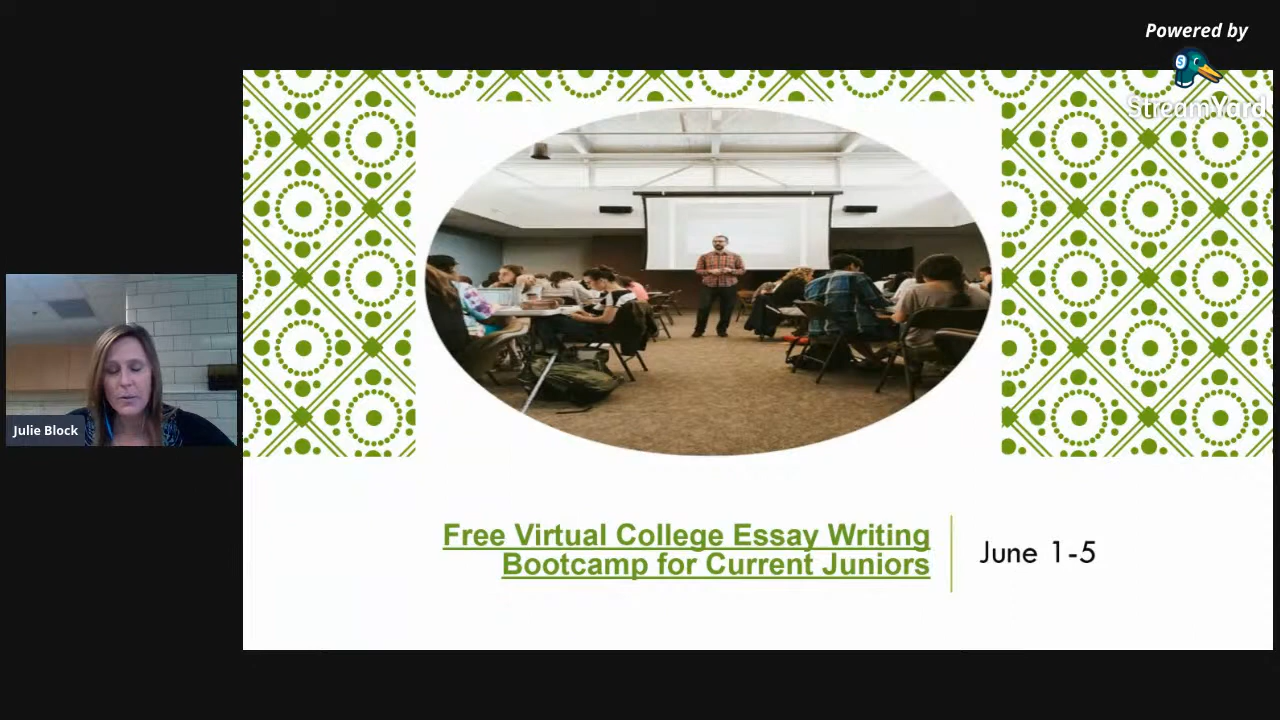 Powered by
StreamYard
Julie Block
Free Virtual College Essay Writing
Bootcamp for Current Juniors
June 1-5